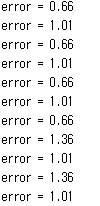 error = 0.66
error = 1.01
error = 0.66
error = 1.01
error = 0.66
error = 1.01
error = 0.66
error = 1.36
error = 1.01
error = 1.36
error = 1.01